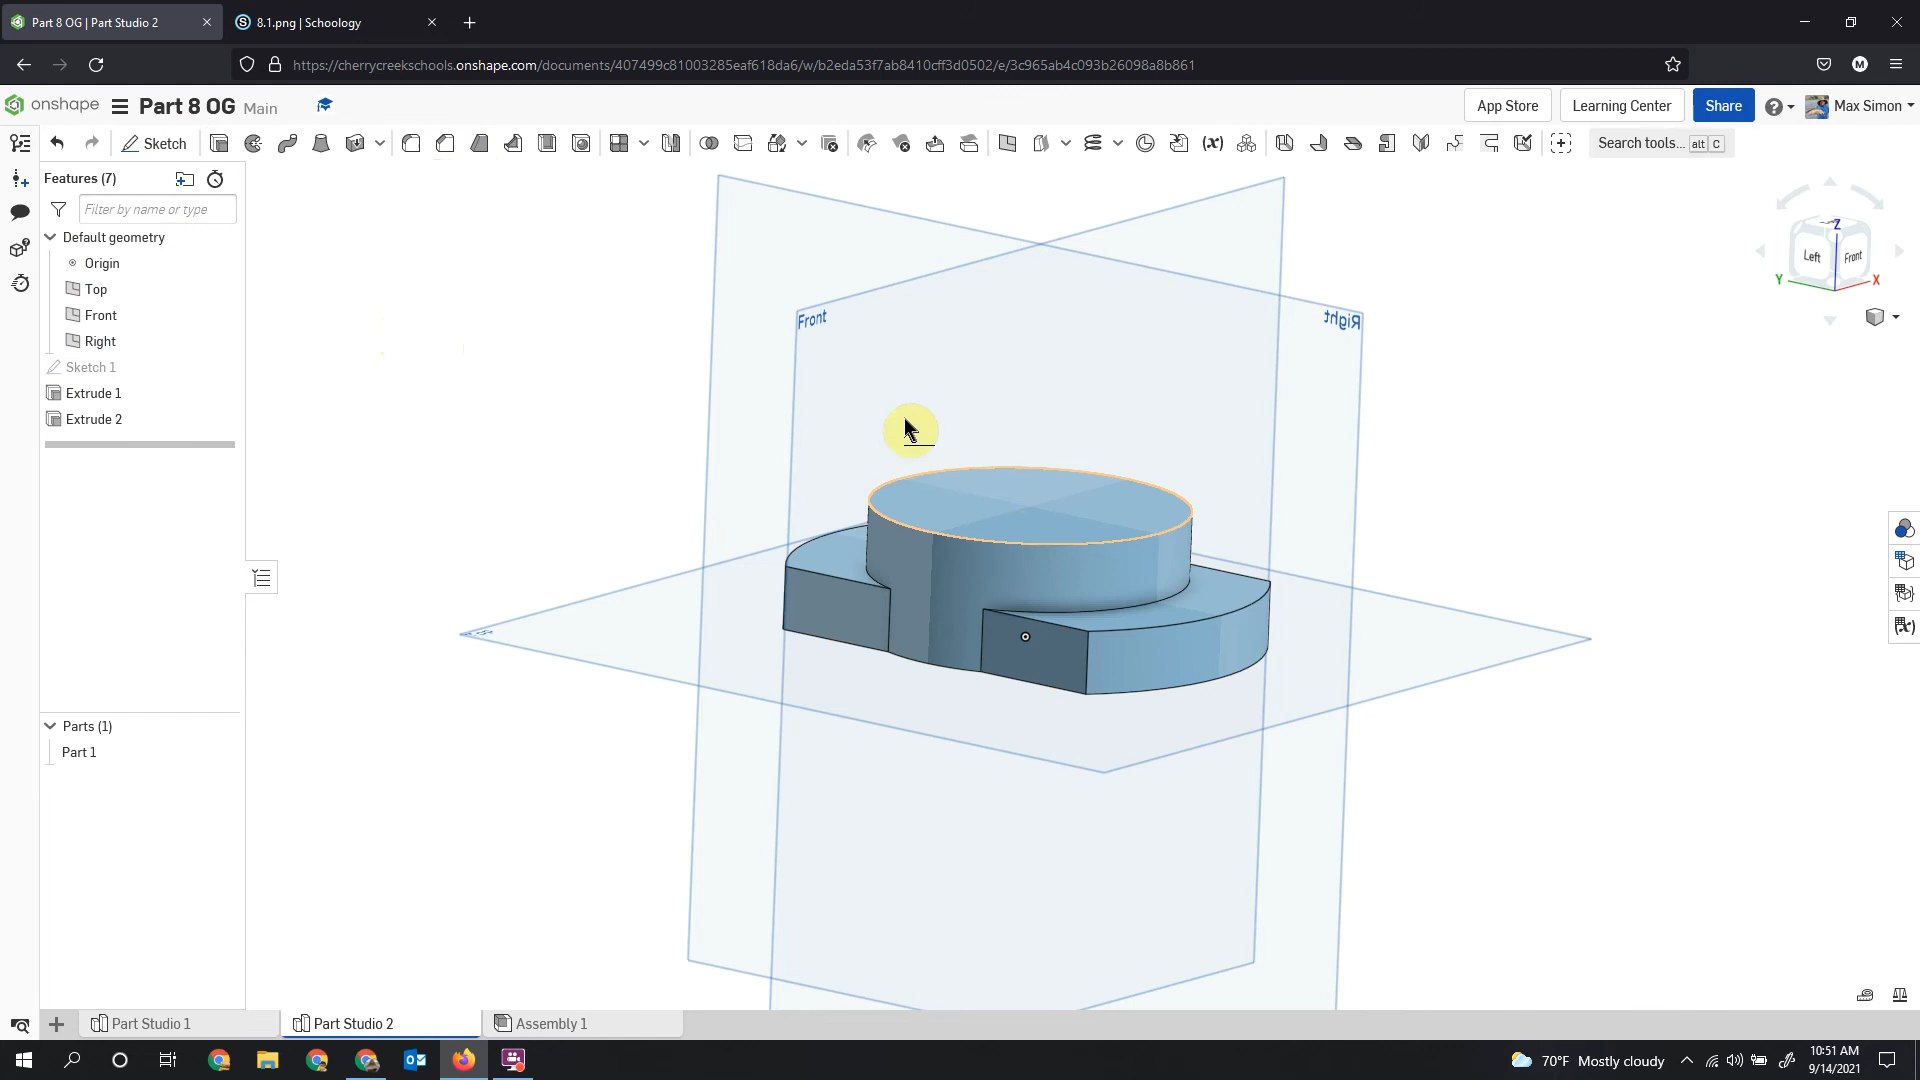 Part 8 OG | Part Studio 2
8.1.png | Schoology
https://cherrycreekschools.onshape.com/documents/407499c81003285eaf618da6/w/b2eda53f7ab8410cff3d0502/e/3c965ab4c093b26098a8b861
M
onshape
Part 8 OG Main
App Store
Learning Center
Share
Max Simon
Sketch
Search tools... alt C
Features (7)
Filter by name or type
Default geometry
Origin
Top
Front
Right
Sketch 1
Extrude 1
Extrude 2
Front
Right
Z
Left
Front
Y
X
Parts (1)
Part 1
Part Studio 1
Part Studio 2
Assembly 1
70°F Mostly cloudy
10:51 AM
9/14/2021